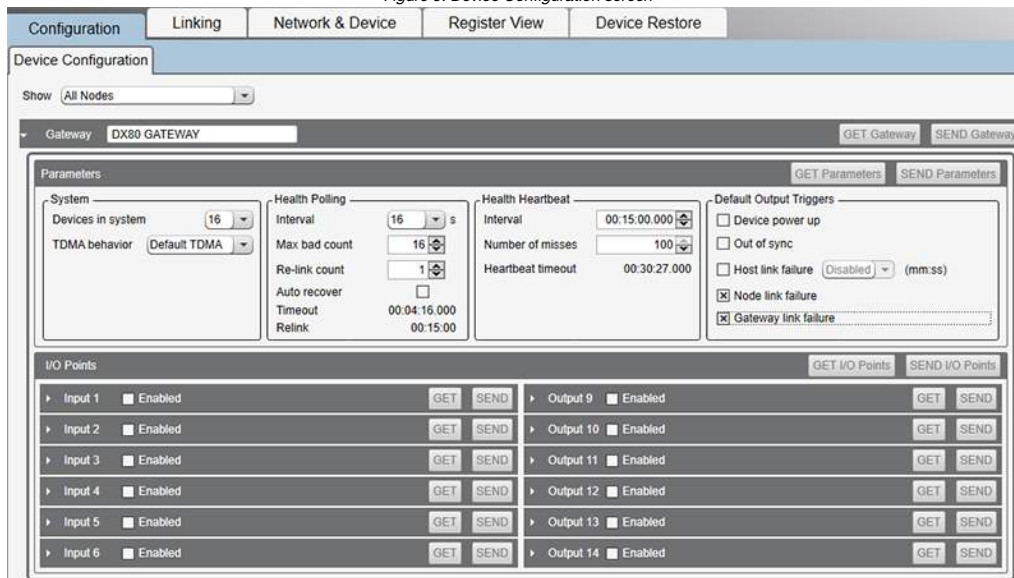 Figure 5. Device Configuration screen
Configuration Linking Network & Device Register View Device Restore
Device Configuration
Show All Nodes
Gateway DX80 GATEWAY GET Gateway SEND Gateway
Parameters GET Parameters SEND Parameters
System
Devices in system 16
TDMA behavior Default TDMA
Health Polling
Interval 16 s
Max bad count 16
Re-link count 1
Auto recover
Timeout 00:04:16.000
Relink 00:15:00
Health Heartbeat
Interval 00:15:00.000
Number of misses 100
Heartbeat timeout 00:30:27.000
Default Output Triggers
Device power up
Out of sync
Host link failure Disabled (mm:ss)
Node link failure
Gateway link failure
I/O Points GET I/O Points SEND I/O Points
Input 1 Enabled GET SEND Output 9 Enabled GET SEND
Input 2 Enabled GET SEND Output 10 Enabled GET SEND
Input 3 Enabled GET SEND Output 11 Enabled GET SEND
Input 4 Enabled GET SEND Output 12 Enabled GET SEND
Input 5 Enabled GET SEND Output 13 Enabled GET SEND
Input 6 Enabled GET SEND Output 14 Enabled GET SEND